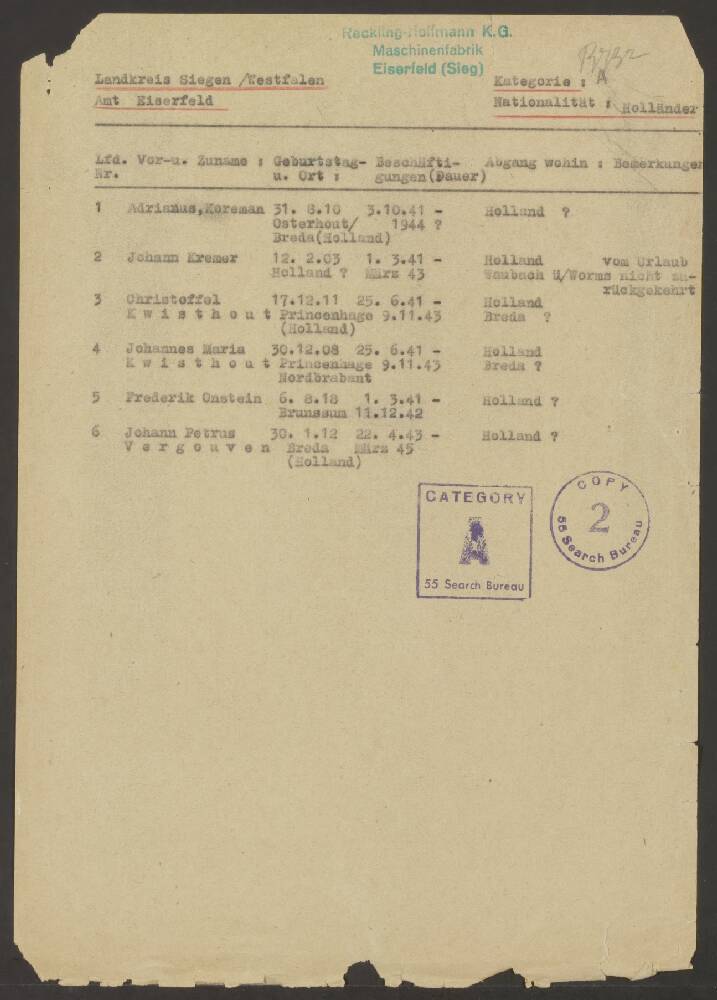 Reckling-Hoffmann K.G.
Maschinenfabrik
Eiserfeld (Sieg)
Landkreis Siegen /Westfalen
Kategorie : A
Amt Eiserfeld
Nationalität : Holländer
Lfd. Vor-u. Zuname : Geburtstag- Beschäfti- Abgang wohin : Bemerkungen
Nr. u. Ort : gungen(Dauer)
1 Adrianus,Koreman 31. 8.10 3.10.41 - Holland ?
Osterhout/ 1944 ?
Breda(Holland)
2 Johann Kremer 12. 2.03 1. 3.41 - Holland vom Urlaub
Holland ? März 43 Waubach Ü/Worms nicht zu-
rückgekehrt
3 Christoffel 17.12.11 25. 6.41 - Holland
K w i s t h o u t Princenhage 9.11.43 Breda ?
(Holland)
4 Johannes Maria 30.12.08 25. 6.41 - Holland
K w i s t h o u t Princenhage 9.11.43 Breda ?
Nordbrabant
5 Frederik Onstein 6. 8.18 1. 3.41 - Holland ?
Brunssum 11.12.42
6 Johann Petrus 30. 1.12 22. 4.43 - Holland ?
V e r g o u v e n Breda März 45
(Holland)
CATEGORY
A
55 Search Bureau
COPY
2
55 Search Bureau